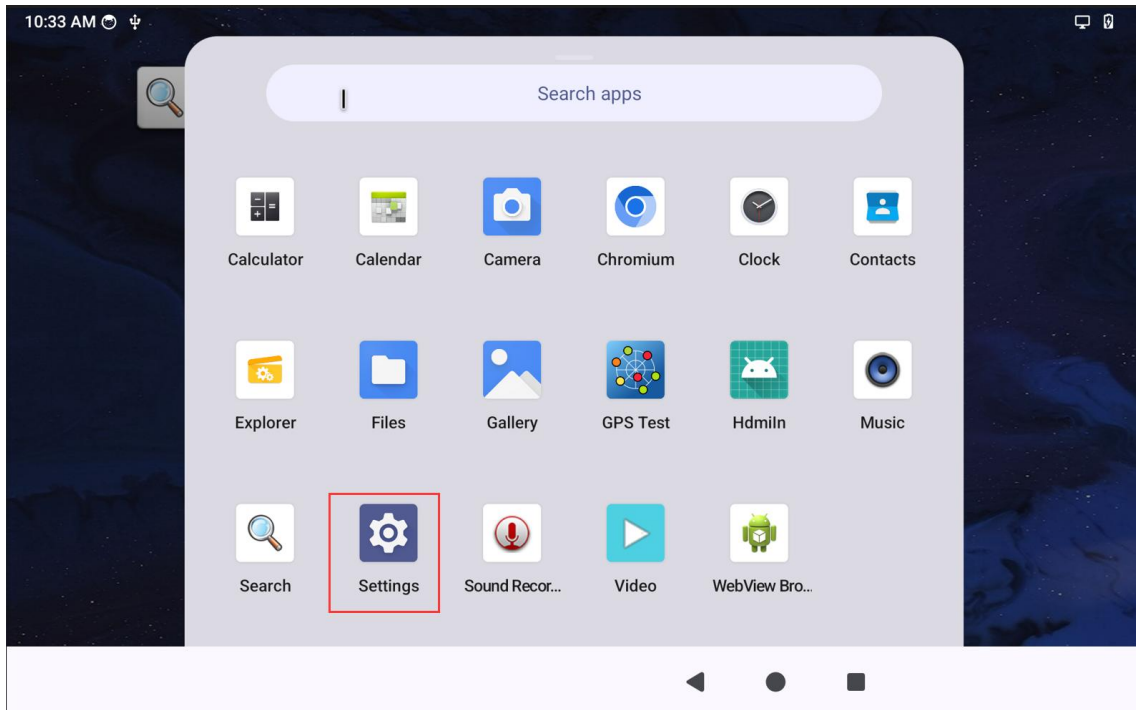 10:33 AM
Search apps
Calculator Calendar Camera Chromium Clock Contacts
Explorer Files Gallery GPS Test HdmiIn Music
Search Settings Sound Recor... Video WebView Bro...